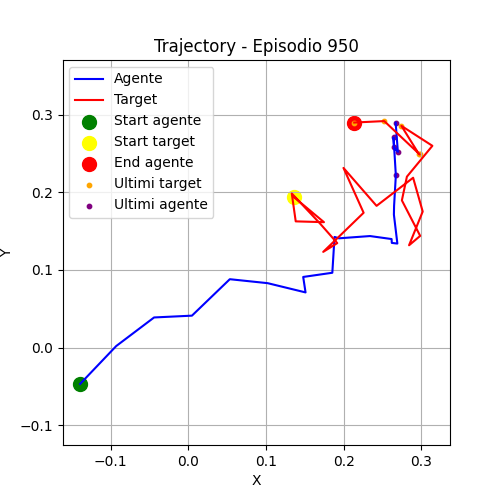 Trajectory - Episodio 950
Agente
Target
Start agente
Start target
End agente
Ultimi target
Ultimi agente
Y
0.3
0.2
0.1
0.0
−0.1
−0.1
0.0
0.1
0.2
0.3
X